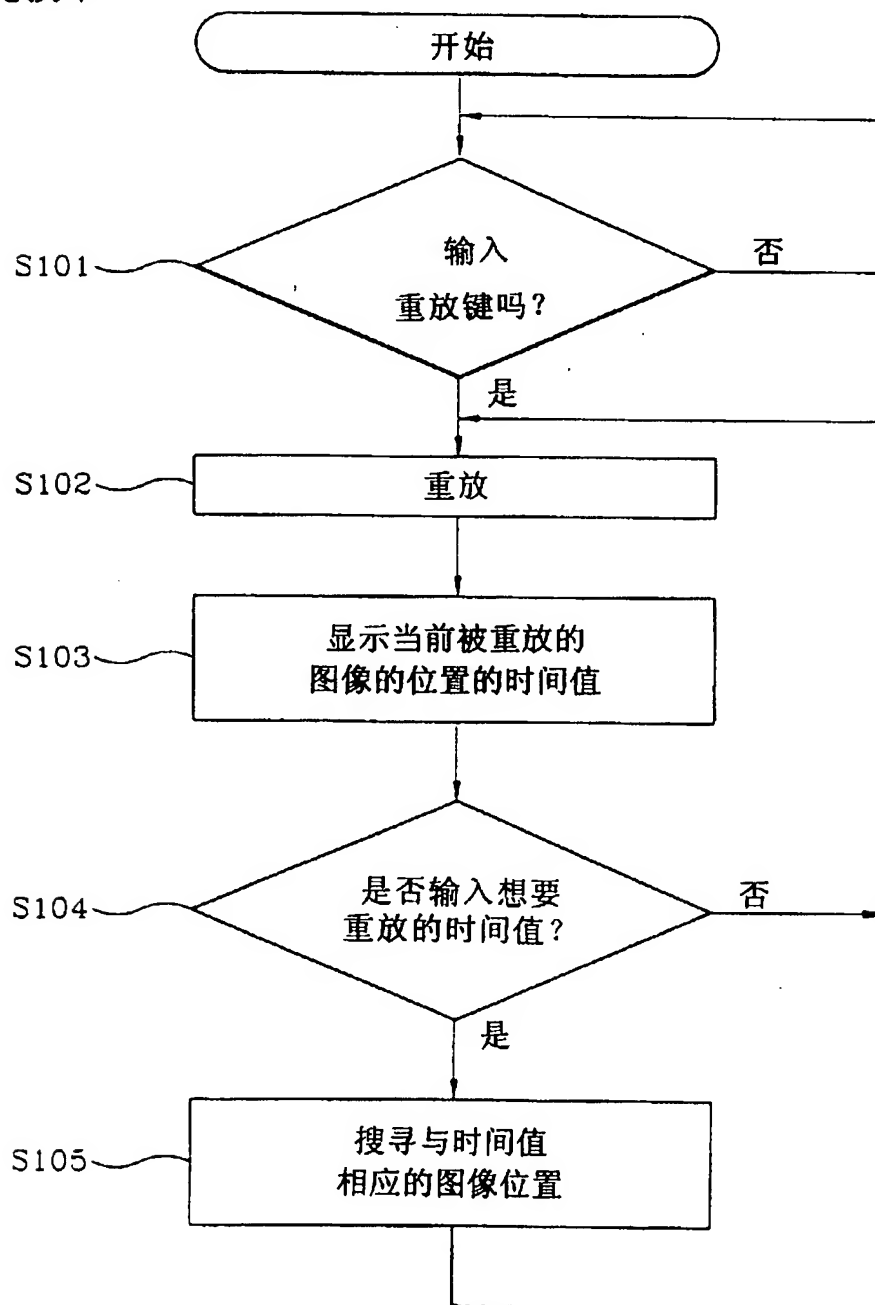 开始
S101
输入
重放键吗?
否
是
S102
重放
S103
显示当前被重放的
图像的位置的时间值
S104
是否输入想要
重放的时间值?
否
是
S105
搜寻与时间值
相应的图像位置